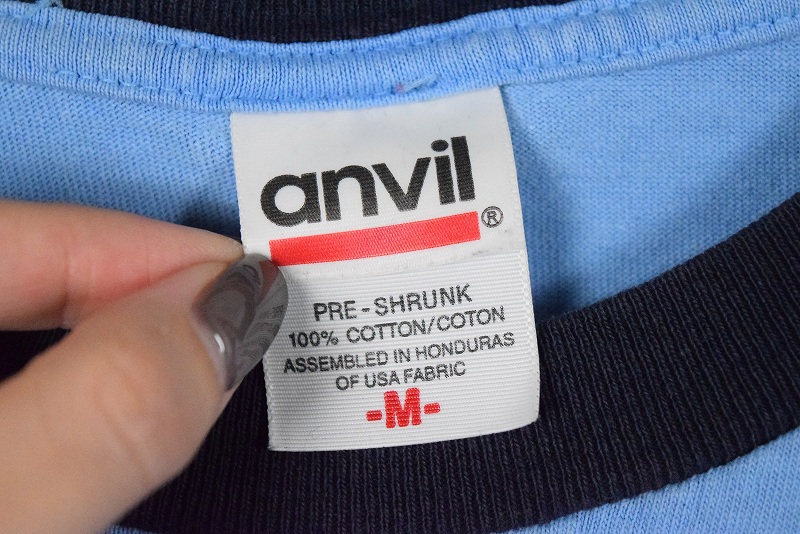 anvil®
PRE-SHRUNK
100% COTTON/COTON
ASSEMBLED IN HONDURAS
OF USA FABRIC
-M-